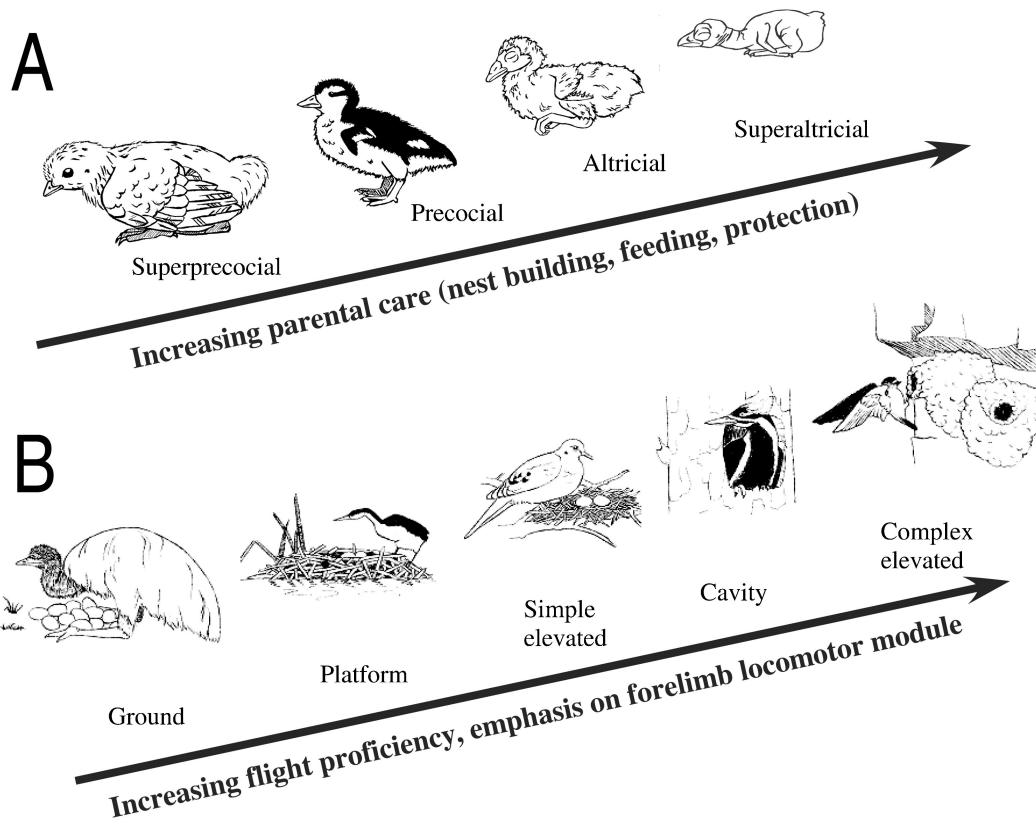 A
Superaltricial
Altricial
Precocial
Superprecocial
Increasing parental care (nest building, feeding, protection)
B
Complex
elevated
Cavity
Simple
elevated
Platform
Ground
Increasing flight proficiency, emphasis on forelimb locomotor module